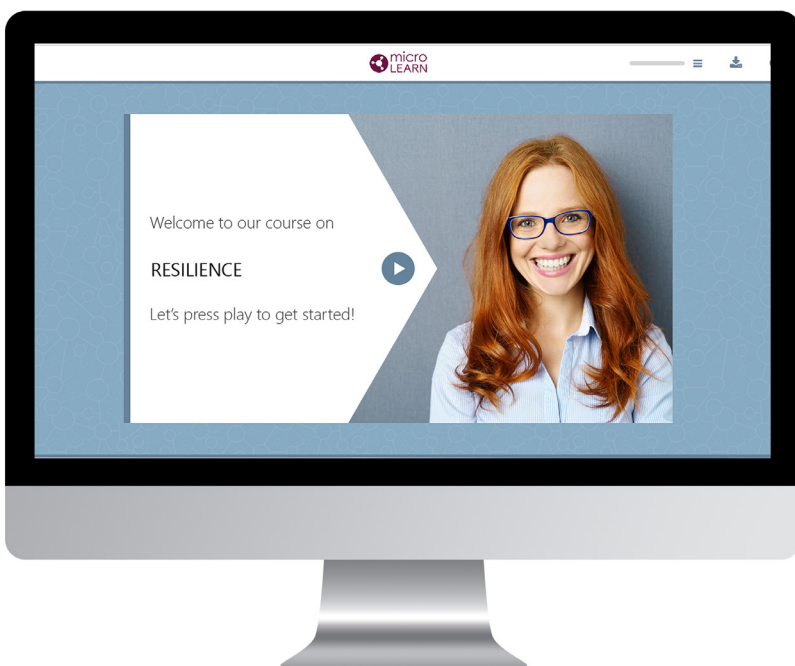 micro
LEARN
Welcome to our course on
RESILIENCE
Let's press play to get started!